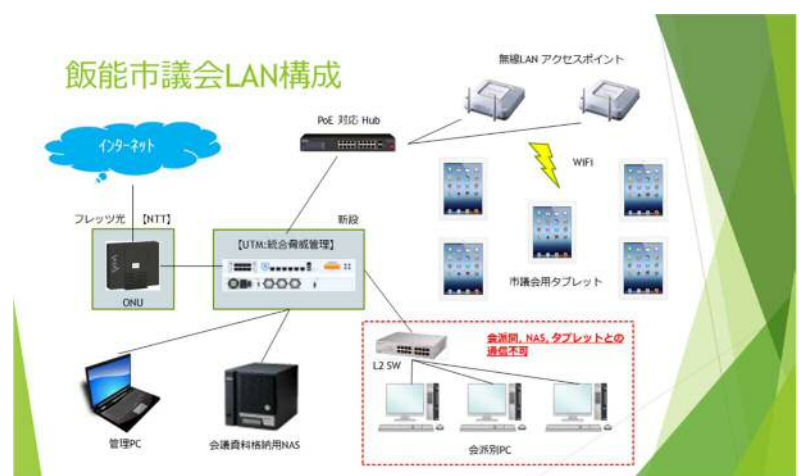 飯能市議会LAN構成
無線LAN アクセスポイント
PoE 対応 Hub
インターネット
WiFi
フレッツ光 【NTT】
新設
【UTM:統合脅威管理】
ONU
市議会用タブレット
会派間, NAS, タブレットとの
通信不可
L2 SW
管理PC
会議資料格納用NAS
会派別PC